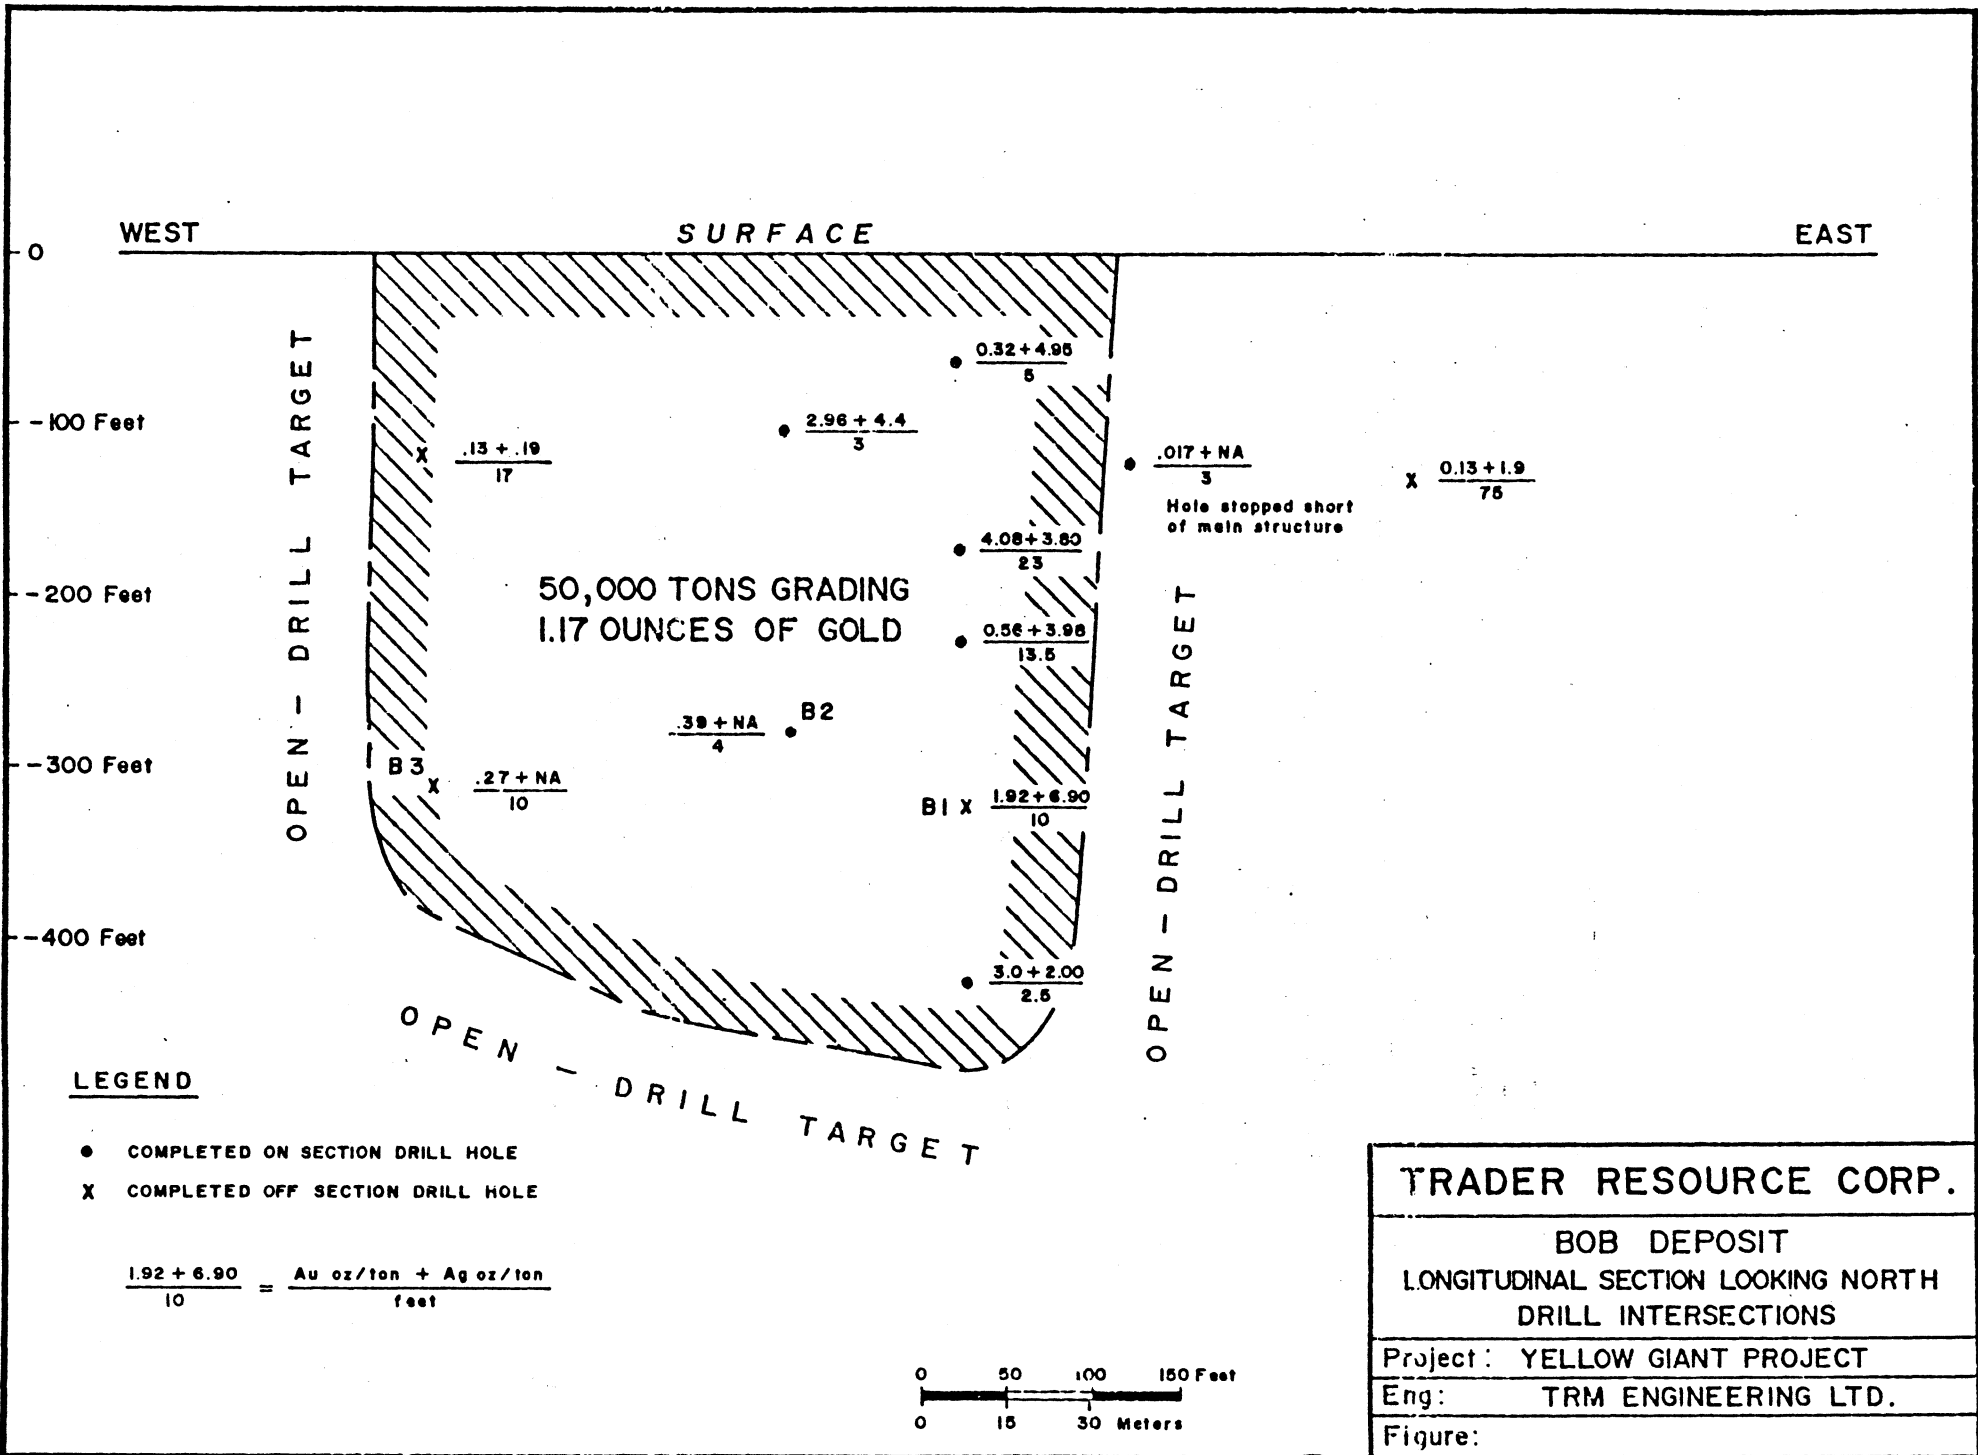 WEST
SURFACE
EAST
0
-100 Feet
-200 Feet
-300 Feet
-400 Feet
OPEN - DRILL TARGET
0.32 + 4.95
5
2.96 + 4.4
3
.13 + .19
17
.017 + NA
3
Hole stopped short
of main structure
0.13 + 1.9
75
4.08 + 3.80
23
50,000 TONS GRADING
1.17 OUNCES OF GOLD
0.56 + 3.98
13.5
B2
.39 + NA
4
B3
.27 + NA
10
B1
1.92 + 6.90
10
3.0 + 2.00
2.5
OPEN - DRILL TARGET
OPEN - DRILL TARGET
LEGEND
● COMPLETED ON SECTION DRILL HOLE
X COMPLETED OFF SECTION DRILL HOLE
1.92 + 6.90 = Au oz/ton + Ag oz/ton
10 feet
0 50 100 150 Feet
0 15 30 Meters
TRADER RESOURCE CORP.
BOB DEPOSIT
LONGITUDINAL SECTION LOOKING NORTH
DRILL INTERSECTIONS
Project: YELLOW GIANT PROJECT
Eng: TRM ENGINEERING LTD.
Figure: